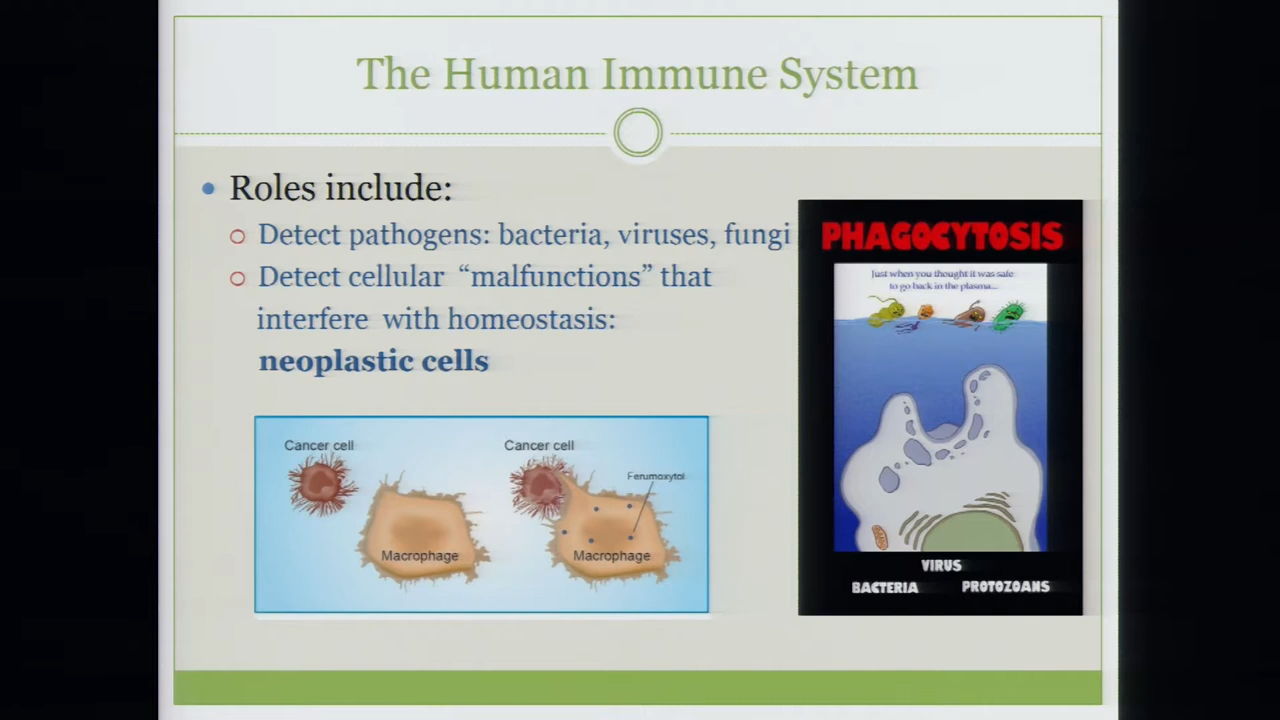 The Human Immune System
Roles include:
Detect pathogens: bacteria, viruses, fungi
Detect cellular “malfunctions” that
interfere with homeostasis:
neoplastic cells
Cancer cell
Macrophage
Cancer cell
Ferumoxytol
Macrophage
PHAGOCYTOSIS
Just when you thought it was safe
to go back in the plasma...
VIRUS
BACTERIA PROTOZOANS